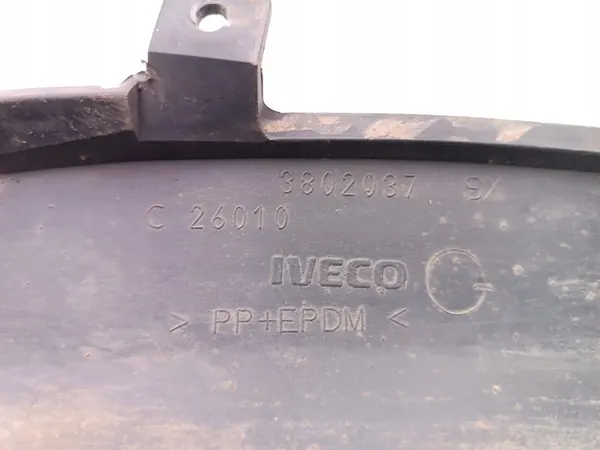 3802037 SX
C 26010
IVECO
> PP+EPDM <